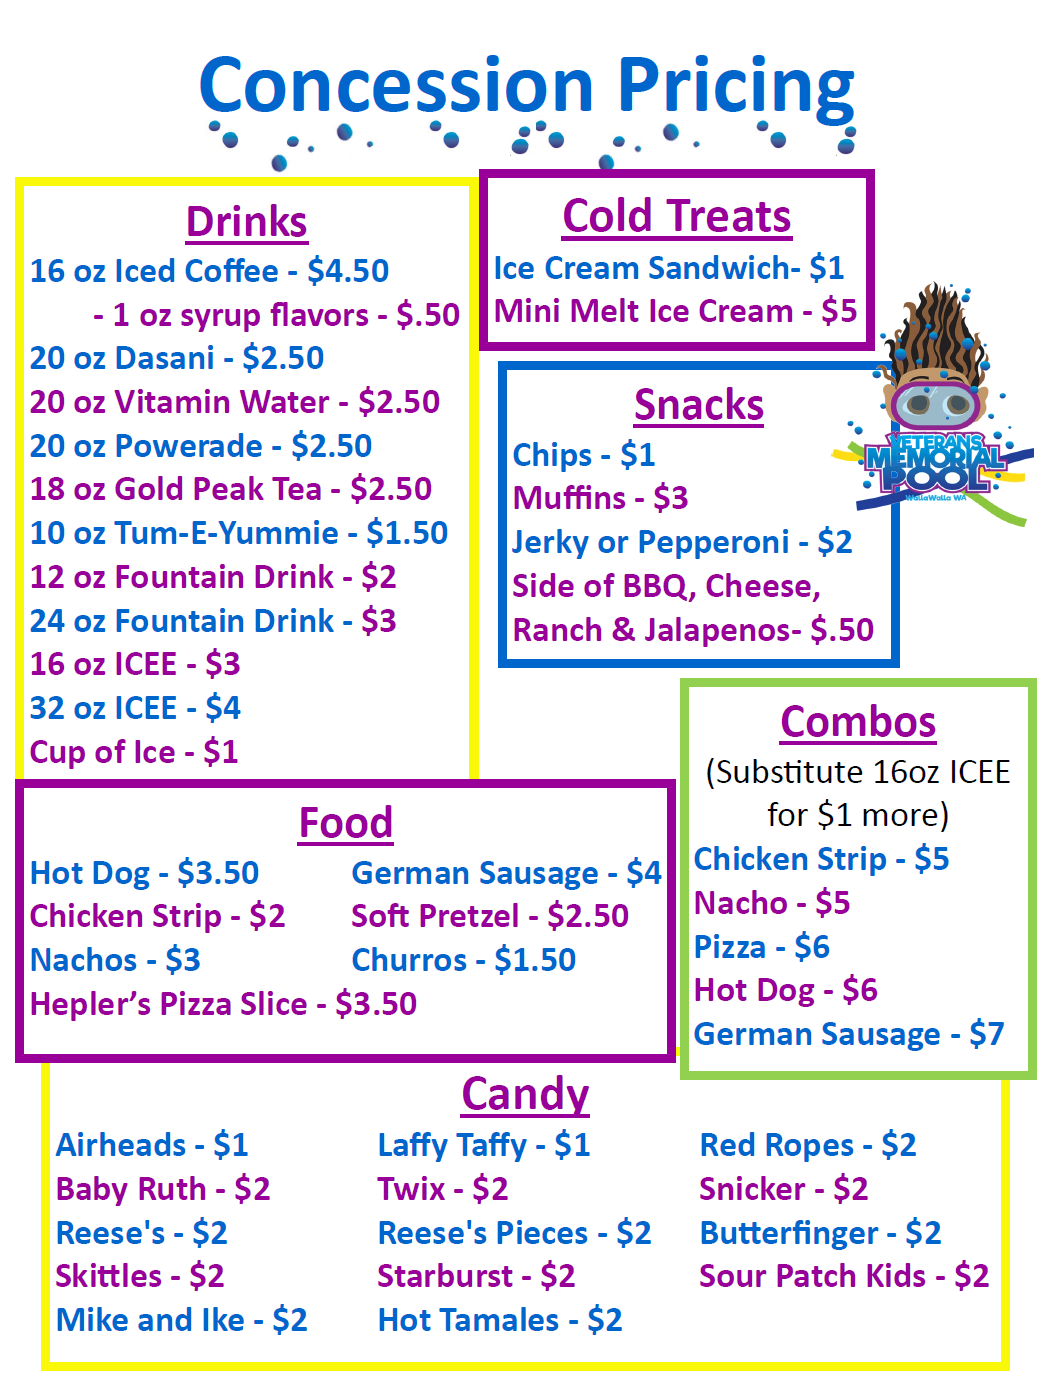 Concession Pricing
Drinks
16 oz Iced Coffee - $4.50
- 1 oz syrup flavors - $.50
20 oz Dasani - $2.50
20 oz Vitamin Water - $2.50
20 oz Powerade - $2.50
18 oz Gold Peak Tea - $2.50
10 oz Tum-E-Yummie - $1.50
12 oz Fountain Drink - $2
24 oz Fountain Drink - $3
16 oz ICEE - $3
32 oz ICEE - $4
Cup of Ice - $1
Cold Treats
Ice Cream Sandwich- $1
Mini Melt Ice Cream - $5
Snacks
Chips - $1
Muffins - $3
Jerky or Pepperoni - $2
Side of BBQ, Cheese,
Ranch & Jalapenos- $.50
VETERANS
MEMORIAL
POOL
WallaWalla WA
Food
Hot Dog - $3.50
Chicken Strip - $2
Nachos - $3
Hepler’s Pizza Slice - $3.50
German Sausage - $4
Soft Pretzel - $2.50
Churros - $1.50
Combos
(Substitute 16oz ICEE
for $1 more)
Chicken Strip - $5
Nacho - $5
Pizza - $6
Hot Dog - $6
German Sausage - $7
Candy
Airheads - $1
Baby Ruth - $2
Reese's - $2
Skittles - $2
Mike and Ike - $2
Laffy Taffy - $1
Twix - $2
Reese's Pieces - $2
Starburst - $2
Hot Tamales - $2
Red Ropes - $2
Snicker - $2
Butterfinger - $2
Sour Patch Kids - $2